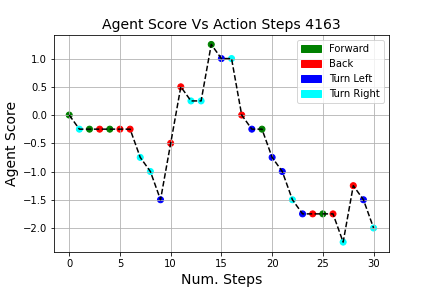 Agent Score Vs Action Steps 4163
Agent Score
1.0
0.5
0.0
−0.5
−1.0
−1.5
−2.0
Forward
Back
Turn Left
Turn Right
0 5 10 15 20 25 30
Num. Steps